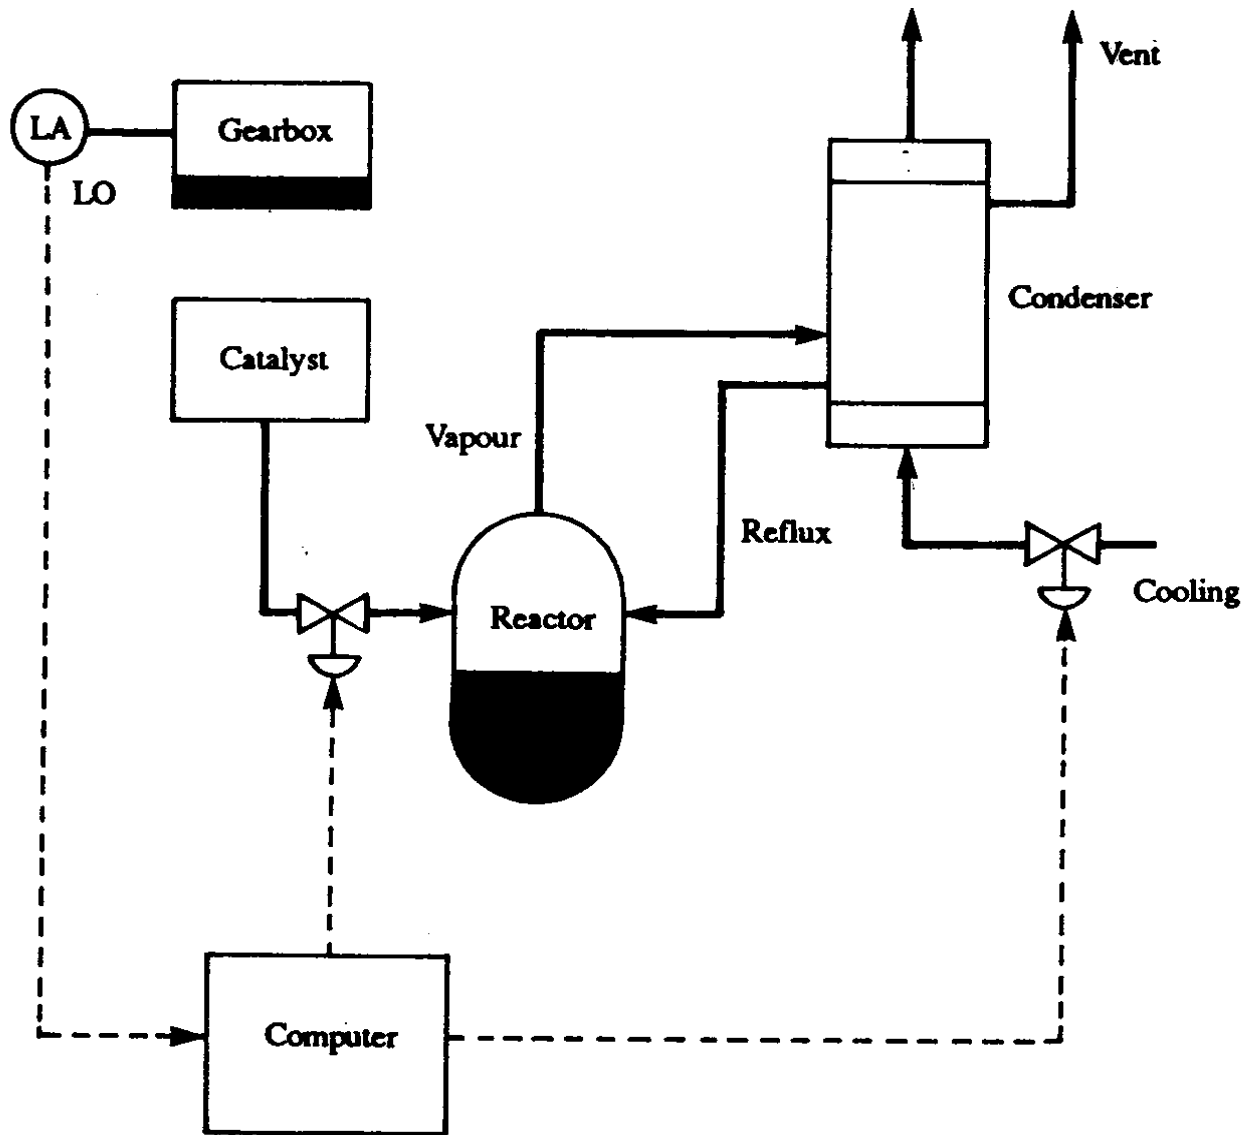 Vent
LA
Gearbox
LO
Condenser
Catalyst
Vapour
Reflux
Cooling
Reactor
Computer